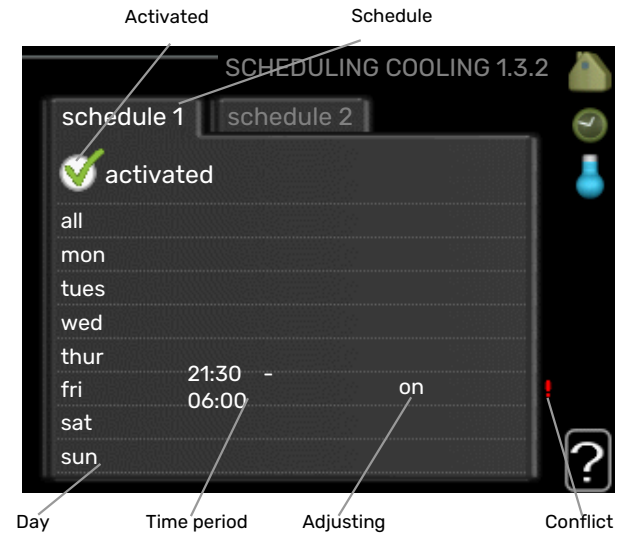 Activated
Schedule
SCHEDULING COOLING 1.3.2
schedule 1
schedule 2
activated
all
mon
tues
wed
thur
fri
21:30 -
06:00
on
!
sat
sun
?
Day
Time period
Adjusting
Conflict